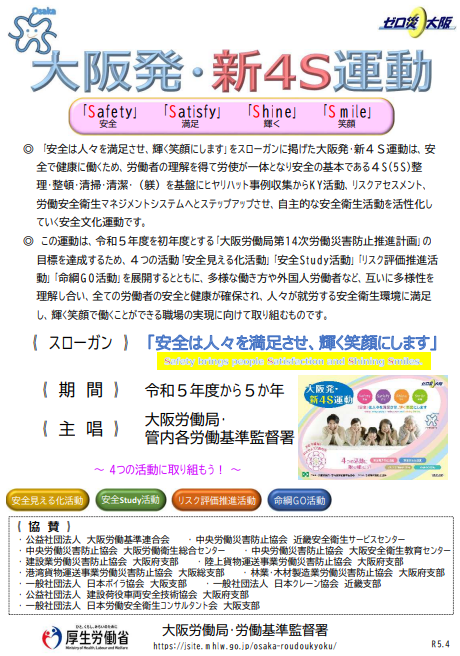 Osaka
ゼロ災大阪
大阪発・新4S運動
「Safety」 「Satisfy」 「Shine」 「Smile」
安全 満足 輝く 笑顔
◎ 「安全は人々を満足させ、輝く笑顔にします」をスローガンに掲げた大阪発・新４Ｓ運動は、安
全で健康に働くため、労働者の理解を得て労使が一体となり安全の基本である４Ｓ(５Ｓ)整
理・整頓・清掃・清潔・（躾）を基盤にヒヤリハット事例収集からＫＹ活動、リスクアセスメント、
労働安全衛生マネジメントシステムへとステップアップさせ、自主的な安全衛生活動を活性化し
ていく安全文化運動です。
◎ この運動は、令和５年度を初年度とする「大阪労働局第14次労働災害防止推進計画」の
目標を達成するため、４つの活動「安全見える化活動」「安全Study活動」「リスク評価推進活
動」「命綱ＧＯ活動」を展開するとともに、多様な働き方や外国人労働者など、互いに多様性を
理解し合い、全ての労働者の安全と健康が確保され、人々が就労する安全衛生環境に満足
し、輝く笑顔で働くことができる職場の実現に向けて取り組むものです。
《 スローガン 》 「安全は人々を満足させ、輝く笑顔にします」
Safety brings people Satisfaction and Shining Smiles.
《 期 間 》 令和５年度から５か年
《 主 唱 》 大阪労働局・
管内各労働基準監督署
大阪発・
新4S運動
～ 4つの活動に取り組もう！ ～
安全見える化活動 安全Study活動 リスク評価推進活動 命綱ＧＯ活動
《 協 賛 》
・公益社団法人 大阪労働基準連合会 ・中央労働災害防止協会 近畿安全衛生サービスセンター
・中央労働災害防止協会 大阪労働衛生総合センター ・中央労働災害防止協会 大阪安全衛生教育センター
・建設業労働災害防止協会 大阪府支部 ・陸上貨物運送事業労働災害防止協会 大阪府支部
・港湾貨物運送事業労働災害防止協会 大阪総支部 ・林業・木材製造業労働災害防止協会 大阪府支部
・一般社団法人 日本ボイラ協会 大阪支部 ・一般社団法人 日本クレーン協会 近畿支部
・公益社団法人 建設荷役車両安全技術協会 大阪府支部
・一般社団法人 日本労働安全衛生コンサルタント会 大阪支部
ひと、くらし、みらいのために
厚生労働省
Ministry of Health, Labour and Welfare
大阪労働局・労働基準監督署
https://jsite.mhlw.go.jp/osaka-roudoukyoku/
R5.4